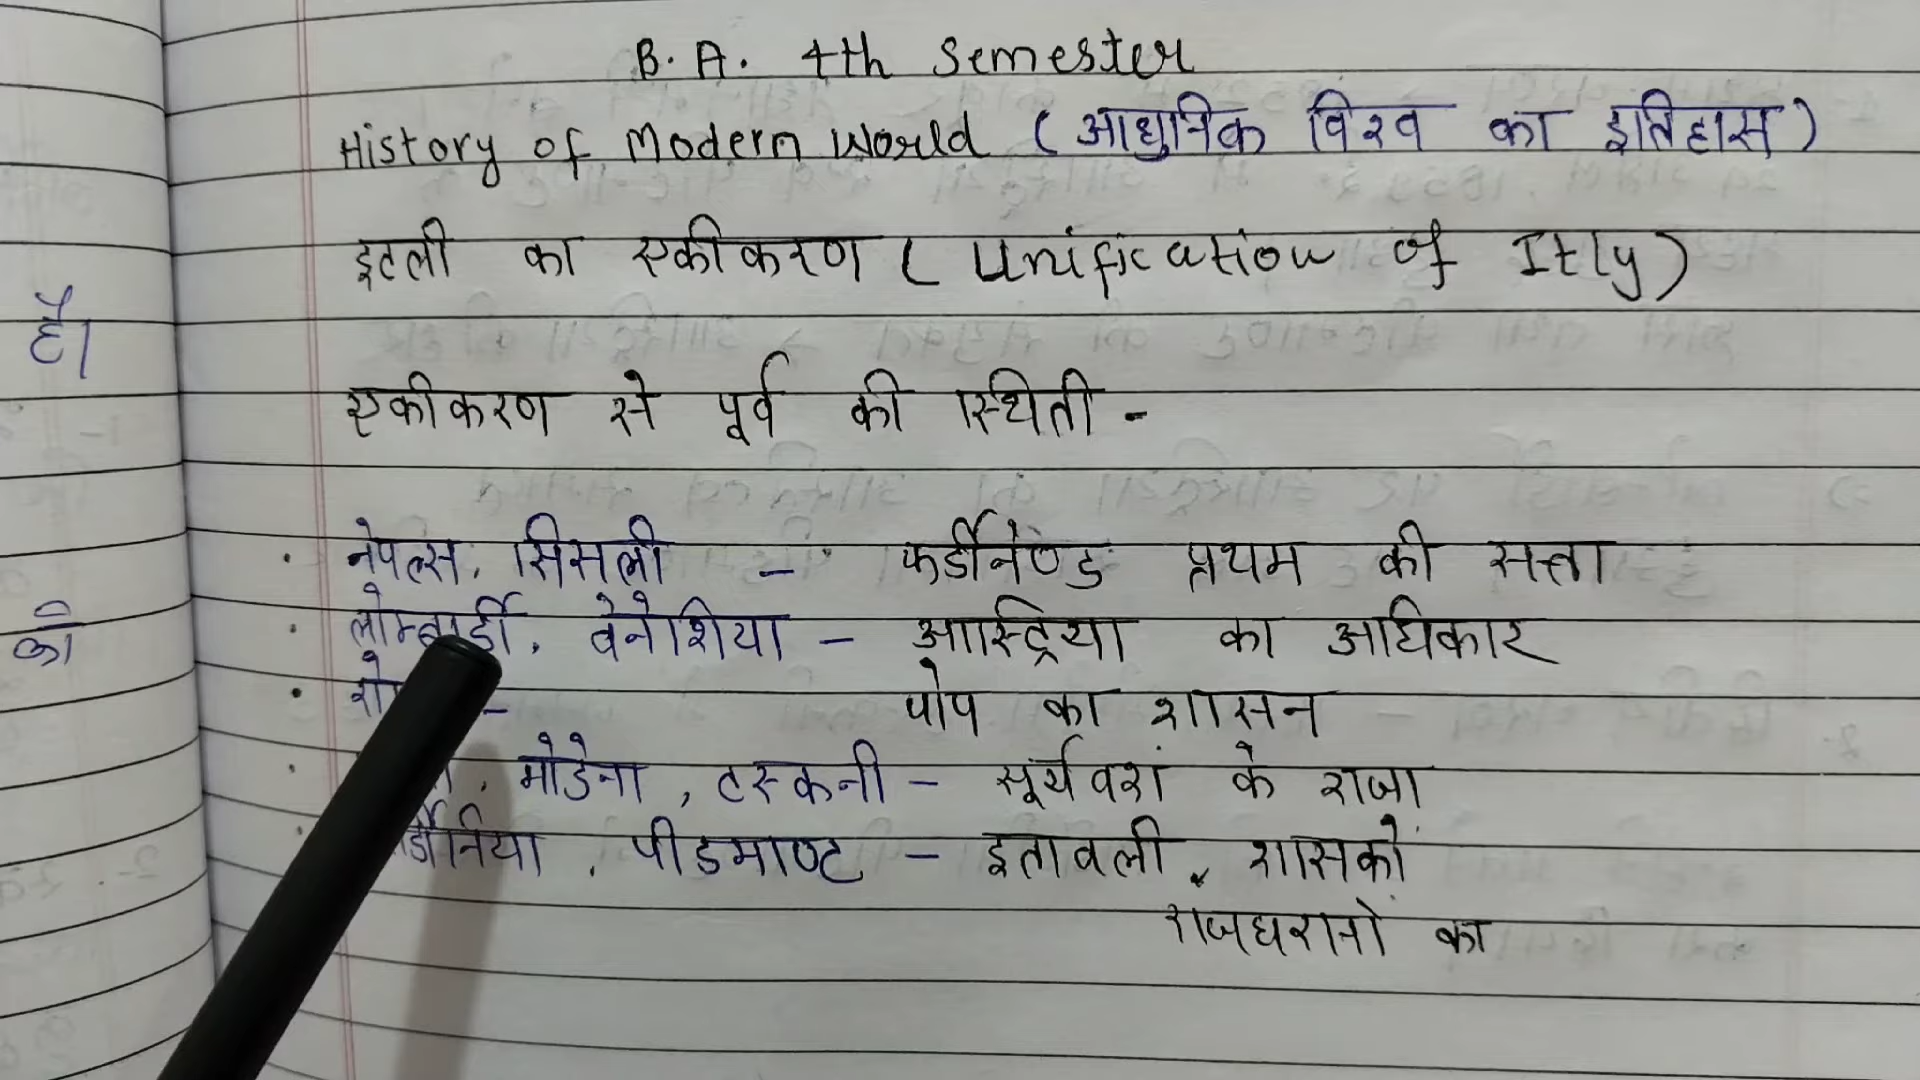 B. A. 4th Semester
History of Modern World (आधुनिक विश्व का इतिहास)
इटली का एकीकरण ( Unification of Itly)
है।
एकीकरण से पूर्व की स्थिती -
· नेपल्स, सिसली - फर्डीनेण्ड प्रथम की सत्ता
को
· लोम्बार्डी, वेनेशिया - आस्ट्रिया का अधिकार
· - पोप का शासन
· , मोडेना , टस्कनी - सूर्यवशं के राजा
· , पीडमाण्ट - इतावली शासकों
राजघरानों का